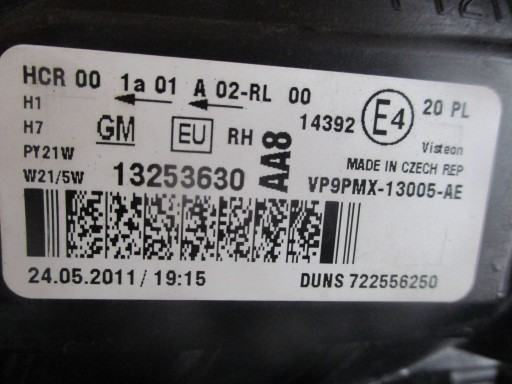 HCR 00 1a 01 A 02-RL 00
H1
H7
PY21W
W21/5W
GM
EU
RH
AA8
14392
E4
20 PL
Visteon
MADE IN CZECH REP
13253630
VP9PMX-13005-AE
24.05.2011/ 19:15
DUNS 722556250